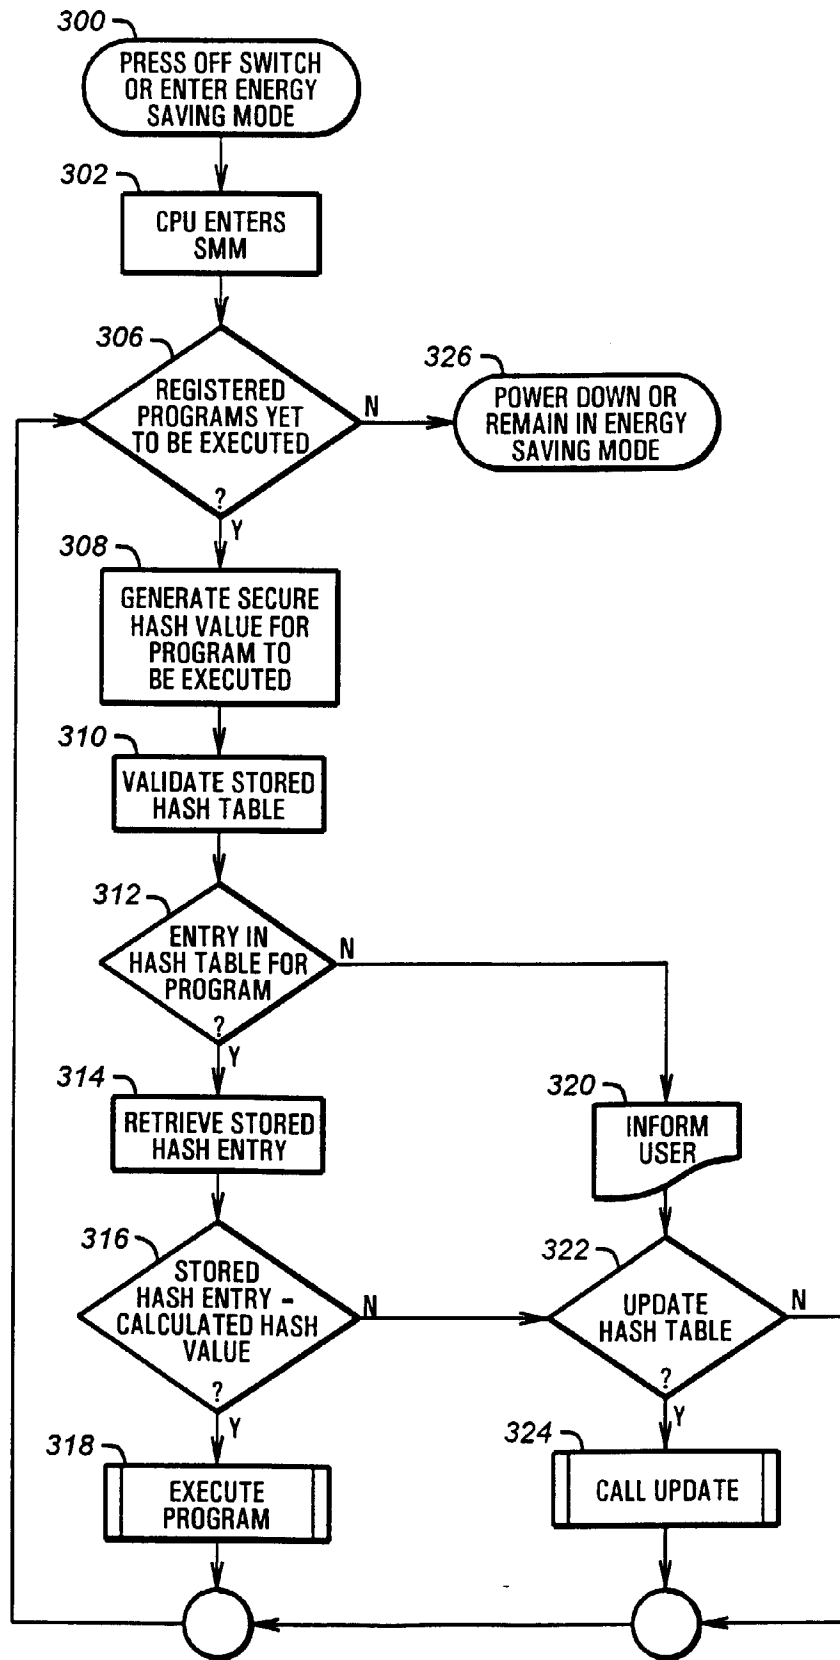 300
PRESS OFF SWITCH
OR ENTER ENERGY
SAVING MODE
302
CPU ENTERS
SMM
306
REGISTERED
PROGRAMS YET
TO BE EXECUTED
?
N
Y
326
POWER DOWN OR
REMAIN IN ENERGY
SAVING MODE
308
GENERATE SECURE
HASH VALUE FOR
PROGRAM TO
BE EXECUTED
310
VALIDATE STORED
HASH TABLE
312
ENTRY IN
HASH TABLE FOR
PROGRAM
?
N
Y
314
RETRIEVE STORED
HASH ENTRY
320
INFORM
USER
316
STORED
HASH ENTRY –
CALCULATED HASH
VALUE
?
N
Y
322
UPDATE
HASH TABLE
?
N
Y
318
EXECUTE
PROGRAM
324
CALL UPDATE